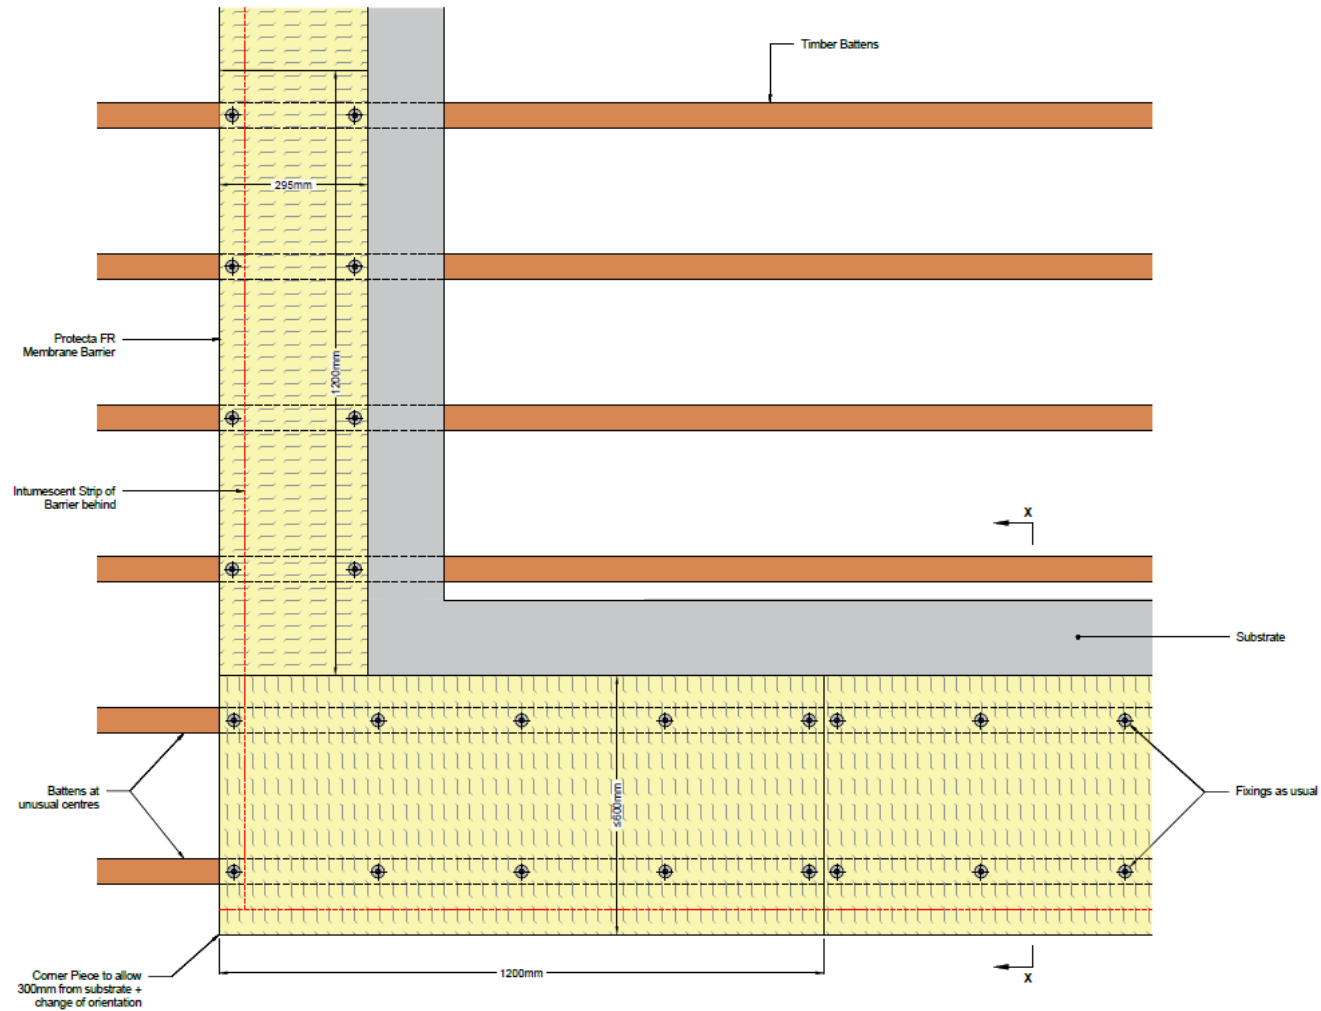 Timber Battens
295mm
Protecta FR
Membrane Barrier
1200mm
Intumescent Strip of
Barrier behind
X
Substrate
Battens at
unusual centres
≤600mm
Fixings as usual
Corner Piece to allow
300mm from substrate +
change of orientation
1200mm
X